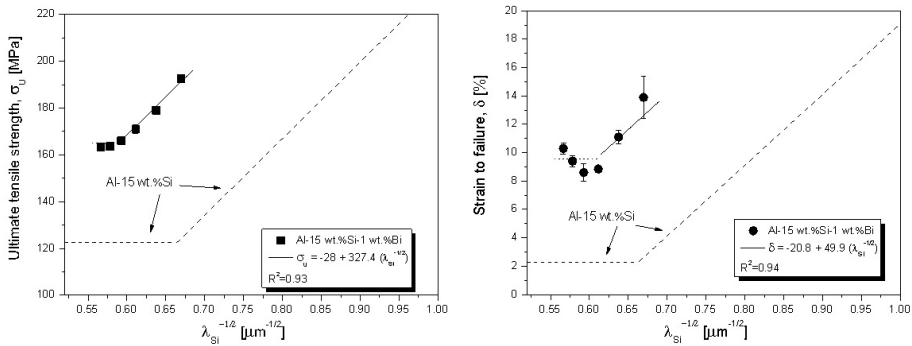 Ultimate tensile strength, σU [MPa]
220
200
180
160
140
120
100
Al-15 wt.%Si
Al-15 wt.%Si-1 wt.%Bi
σu = -28 + 327.4 (λSi^-1/2)
R²=0.93
0.55 0.60 0.65 0.70 0.75 0.80 0.85 0.90 0.95 1.00
λSi^-1/2 [μm^-1/2]
Strain to failure, δ [%]
20
18
16
14
12
10
8
6
4
2
0
Al-15 wt.%Si
Al-15 wt.%Si-1 wt.%Bi
δ = -20.8 + 49.9 (λSi^-1/2)
R²=0.94
0.55 0.60 0.65 0.70 0.75 0.80 0.85 0.90 0.95 1.00
λSi^-1/2 [μm^-1/2]